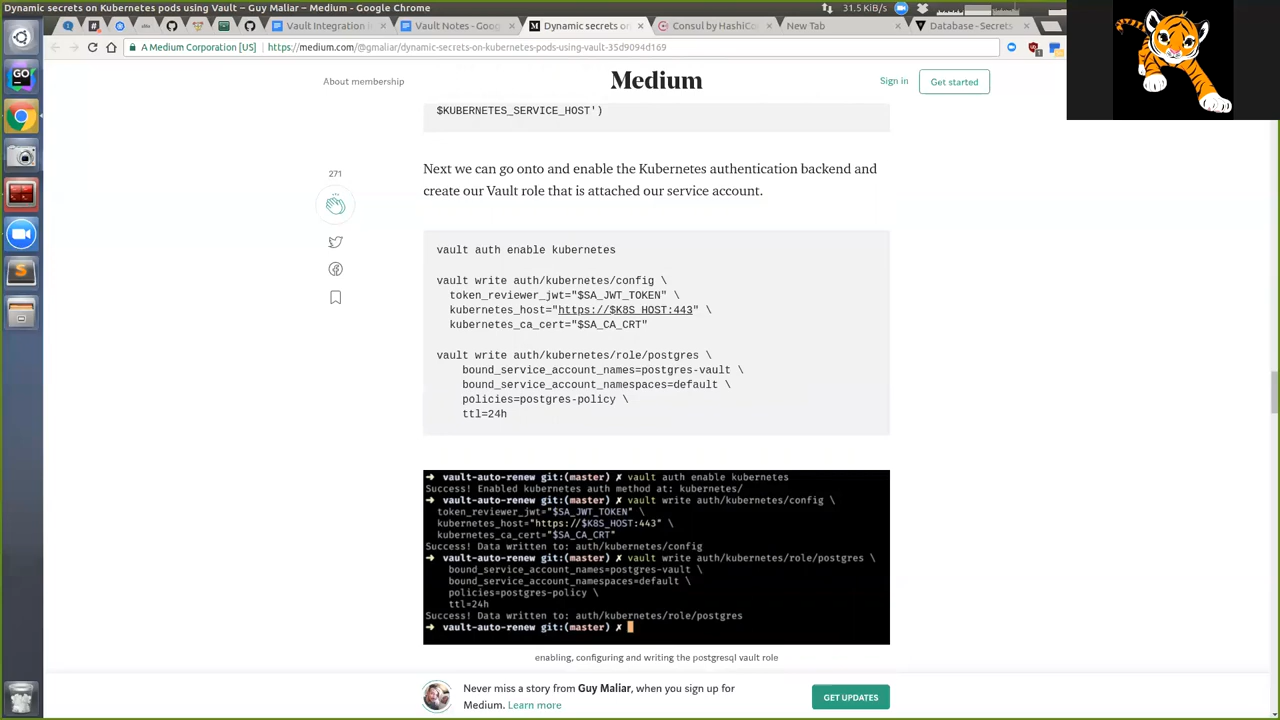 Dynamic secrets on Kubernetes pods using Vault – Guy Maliar – Medium - Google Chrome
31.5 KiB/s
Vault Integration i
Vault Notes - Goog
Dynamic secrets on
Consul by HashiCo
New Tab
Database - Secrets
A Medium Corporation [US]
https://medium.com/@gmaliar/dynamic-secrets-on-kubernetes-pods-using-vault-35d9094d169
About membership
Medium
Sign in
Get started
$KUBERNETES_SERVICE_HOST')
Next we can go onto and enable the Kubernetes authentication backend and
create our Vault role that is attached our service account.
271
vault auth enable kubernetes
vault write auth/kubernetes/config \
token_reviewer_jwt="$SA_JWT_TOKEN" \
kubernetes_host="https://$K8S_HOST:443" \
kubernetes_ca_cert="$SA_CA_CRT"
vault write auth/kubernetes/role/postgres \
bound_service_account_names=postgres-vault \
bound_service_account_namespaces=default \
policies=postgres-policy \
ttl=24h
➜ vault-auto-renew git:(master) ✗ vault auth enable kubernetes
Success! Enabled kubernetes auth method at: kubernetes/
➜ vault-auto-renew git:(master) ✗ vault write auth/kubernetes/config \
token_reviewer_jwt="$SA_JWT_TOKEN" \
kubernetes_host="https://$K8S_HOST:443" \
kubernetes_ca_cert="$SA_CA_CRT"
Success! Data written to: auth/kubernetes/config
➜ vault-auto-renew git:(master) ✗ vault write auth/kubernetes/role/postgres \
bound_service_account_names=postgres-vault \
bound_service_account_namespaces=default \
policies=postgres-policy \
ttl=24h
Success! Data written to: auth/kubernetes/role/postgres
➜ vault-auto-renew git:(master) ✗
enabling, configuring and writing the postgresql vault role
Never miss a story from Guy Maliar, when you sign up for
Medium. Learn more
GET UPDATES